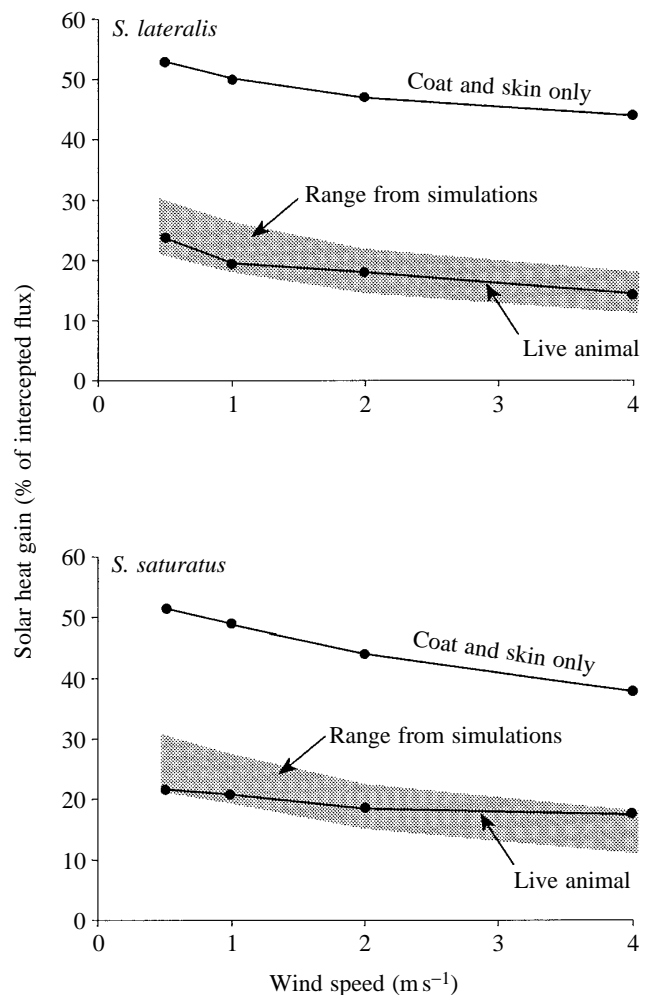 60
S. lateralis
50
Coat and skin only
40
30
Range from simulations
20
10
Live animal
0
0 1 2 3 4
Solar heat gain (% of intercepted flux)
60
S. saturatus
50
Coat and skin only
40
30
Range from simulations
20
10
Live animal
0
0 1 2 3 4
Wind speed (m s⁻¹)